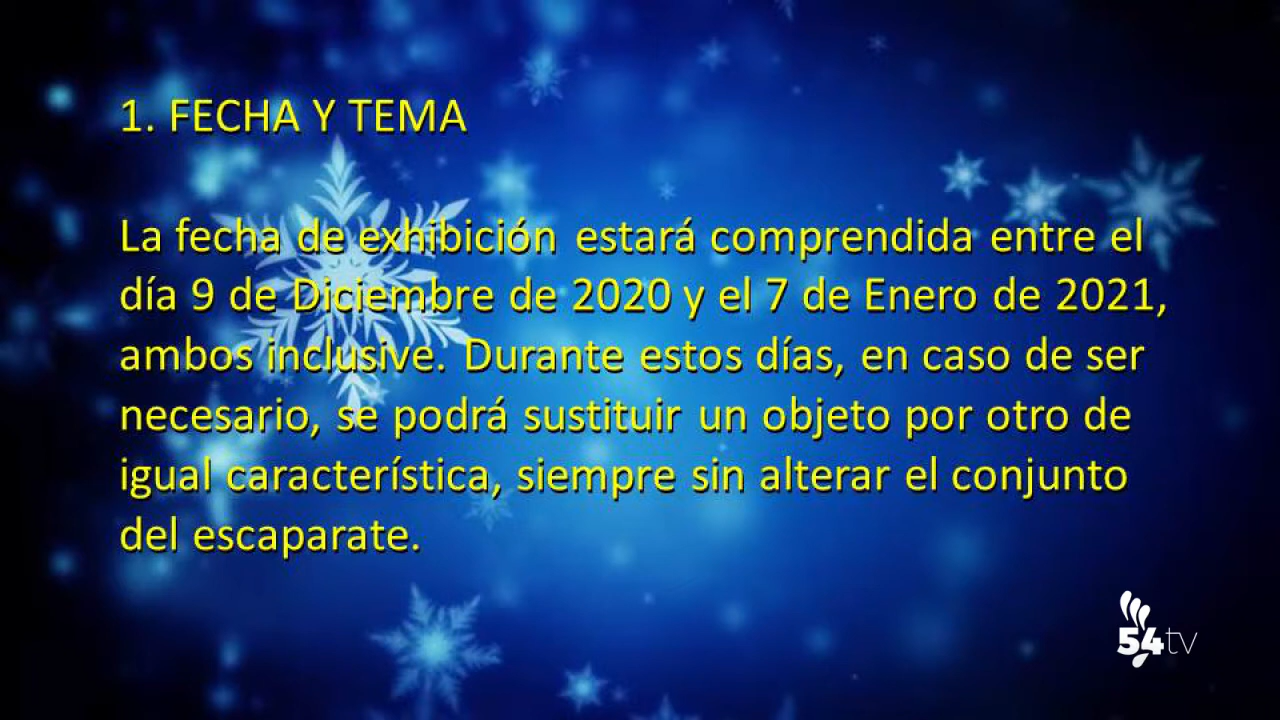 1. FECHA Y TEMA
La fecha de exhibición estará comprendida entre el
día 9 de Diciembre de 2020 y el 7 de Enero de 2021,
ambos inclusive. Durante estos días, en caso de ser
necesario, se podrá sustituir un objeto por otro de
igual característica, siempre sin alterar el conjunto
del escaparate.
54tv